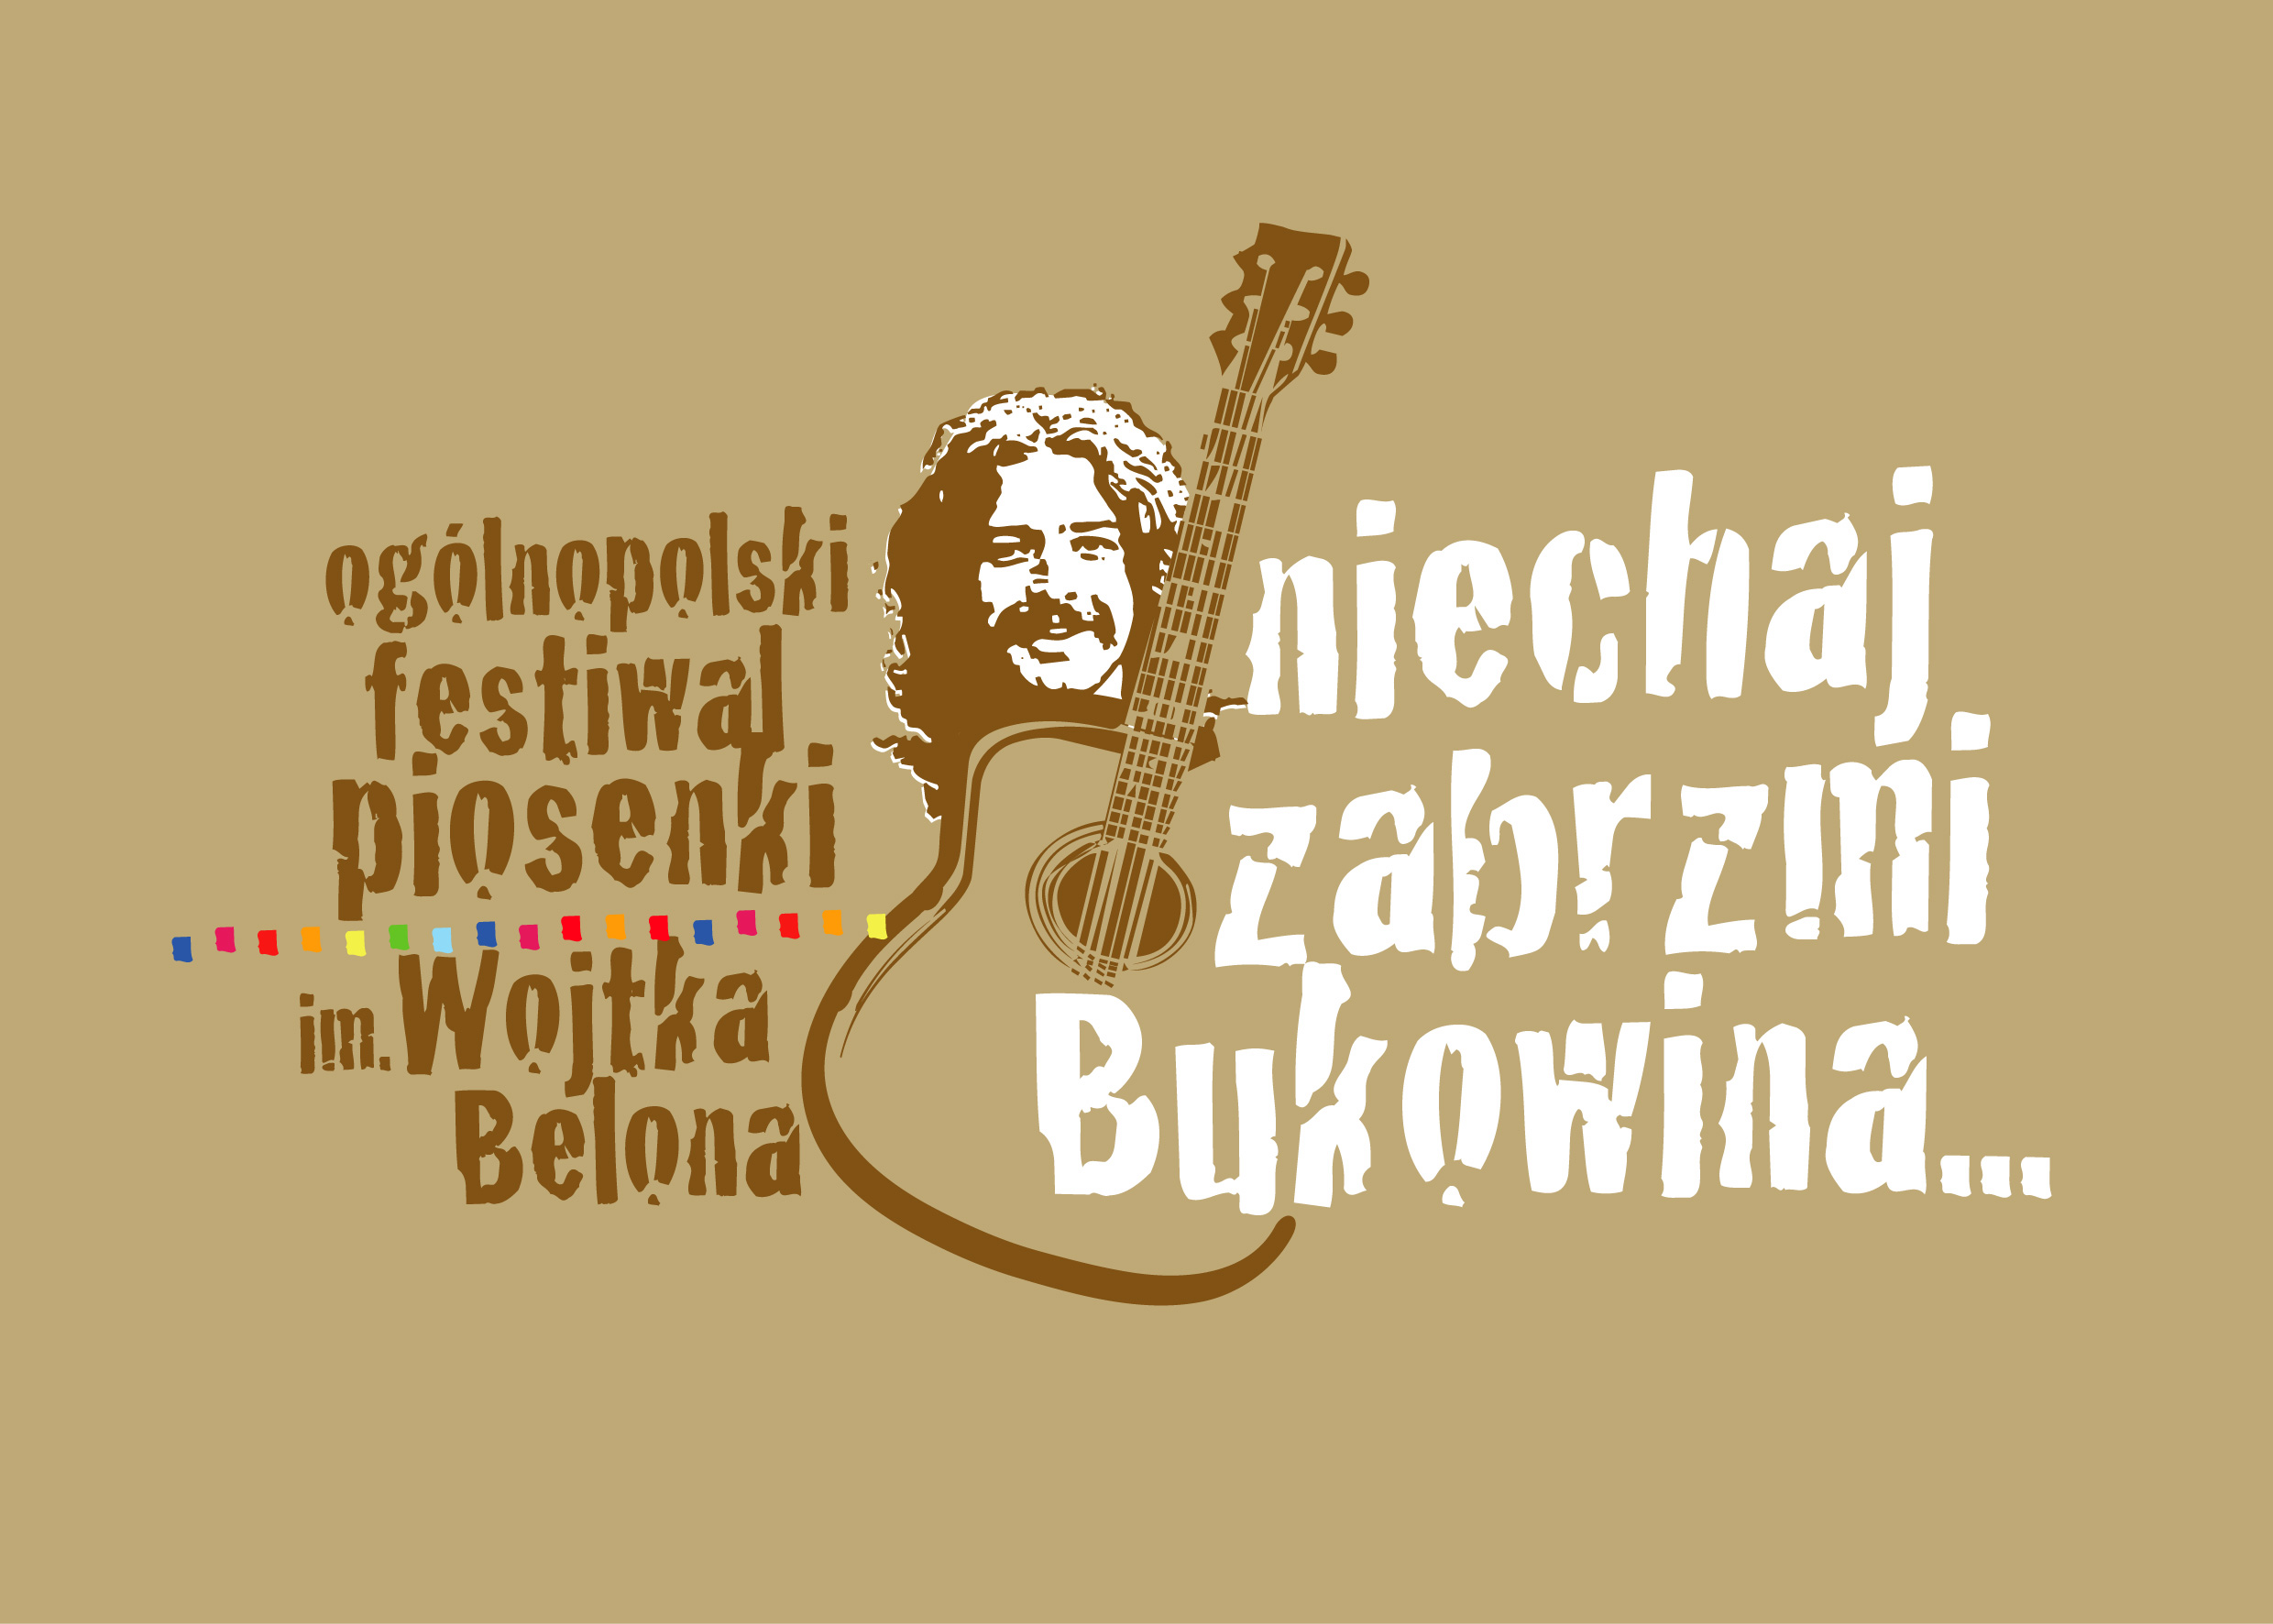 ogólnopolski
festiwal
piosenki
im. Wojtka
Belona
niechaj
zabrzmi
Bukowina...